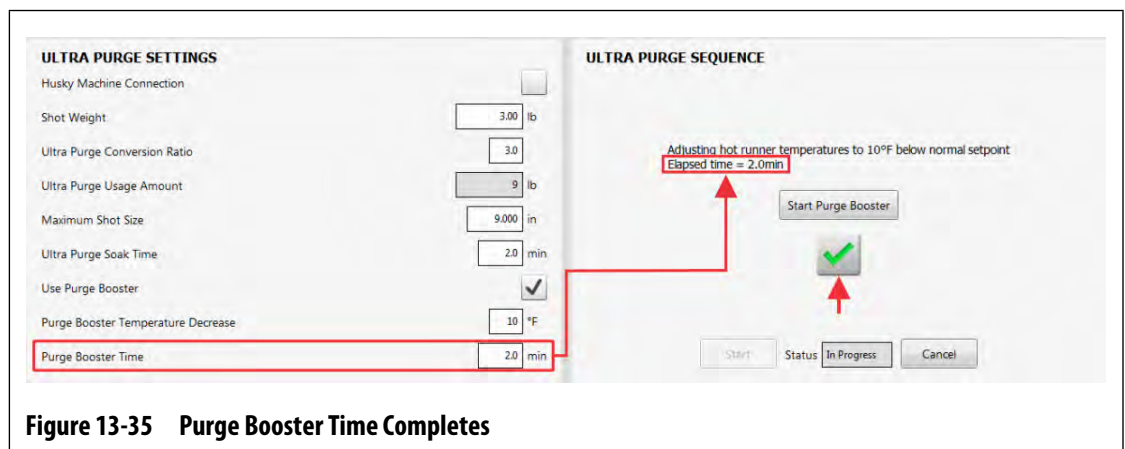 ULTRA PURGE SETTINGS
Husky Machine Connection
Shot Weight 3.00 lb
Ultra Purge Conversion Ratio 3.0
Ultra Purge Usage Amount 9 lb
Maximum Shot Size 9.000 in
Ultra Purge Soak Time 2.0 min
Use Purge Booster
Purge Booster Temperature Decrease 10 °F
Purge Booster Time 2.0 min
ULTRA PURGE SEQUENCE
Adjusting hot runner temperatures to 10°F below normal setpoint
Elapsed time = 2.0min
Start Purge Booster
Start Status In Progress Cancel
Figure 13-35 Purge Booster Time Completes